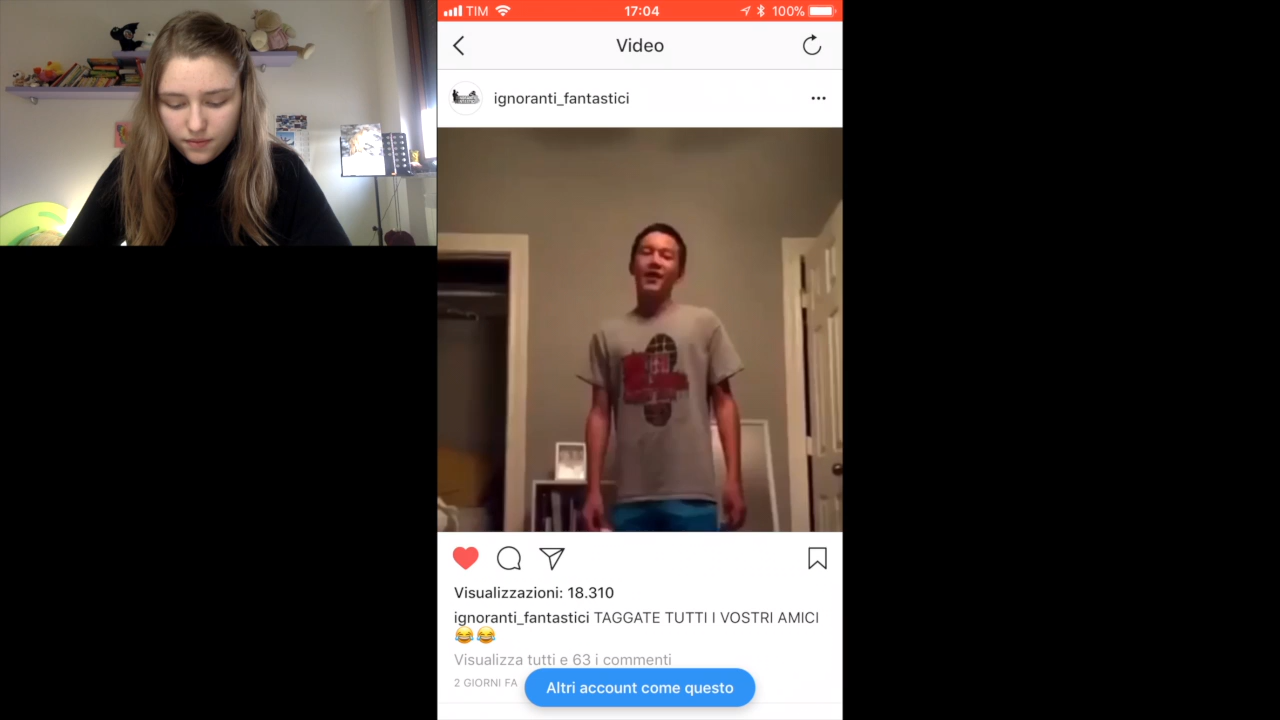 TIM 17:04 100%
Video
ignoranti_fantastici
Visualizzazioni: 18.310
ignoranti_fantastici TAGGATE TUTTI I VOSTRI AMICI
😂😂
Visualizza tutti e 63 i commenti
2 GIORNI FA
Altri account come questo